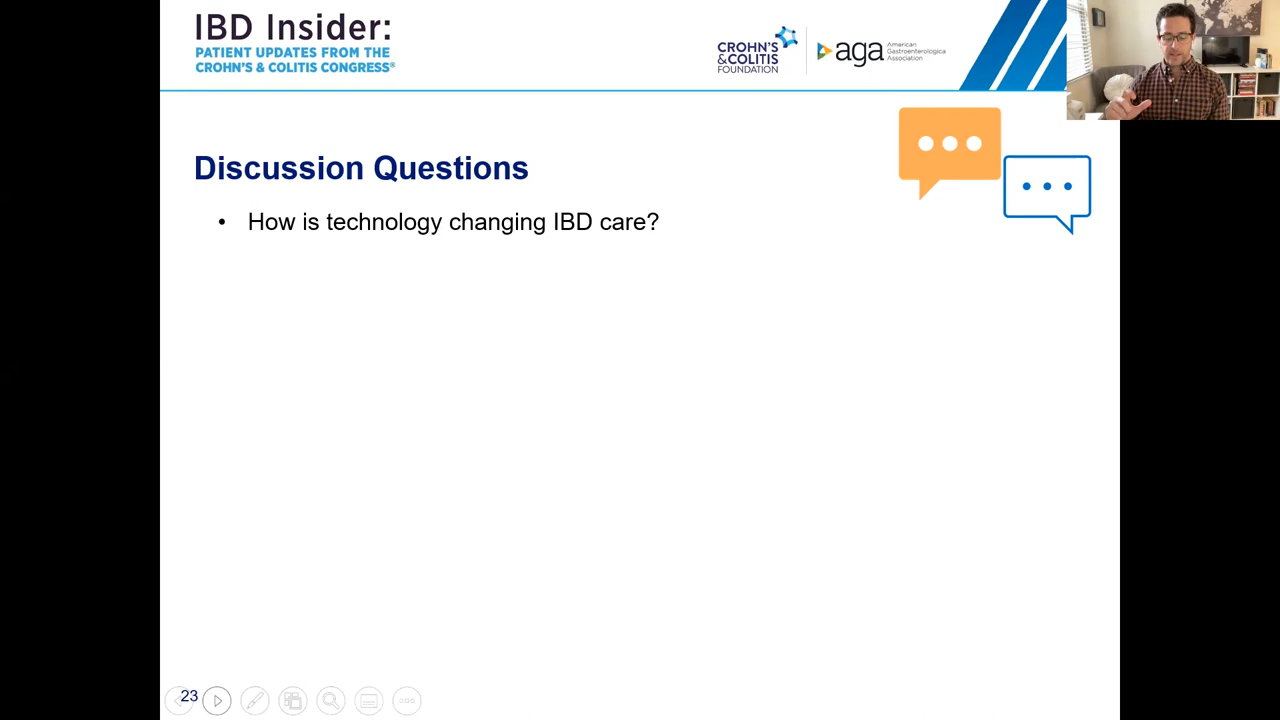 IBD Insider:
PATIENT UPDATES FROM THE
CROHN'S & COLITIS CONGRESS®
CROHN'S
& COLITIS
FOUNDATION
aga
American
Gastroenterological
Association
Discussion Questions
• How is technology changing IBD care?
23